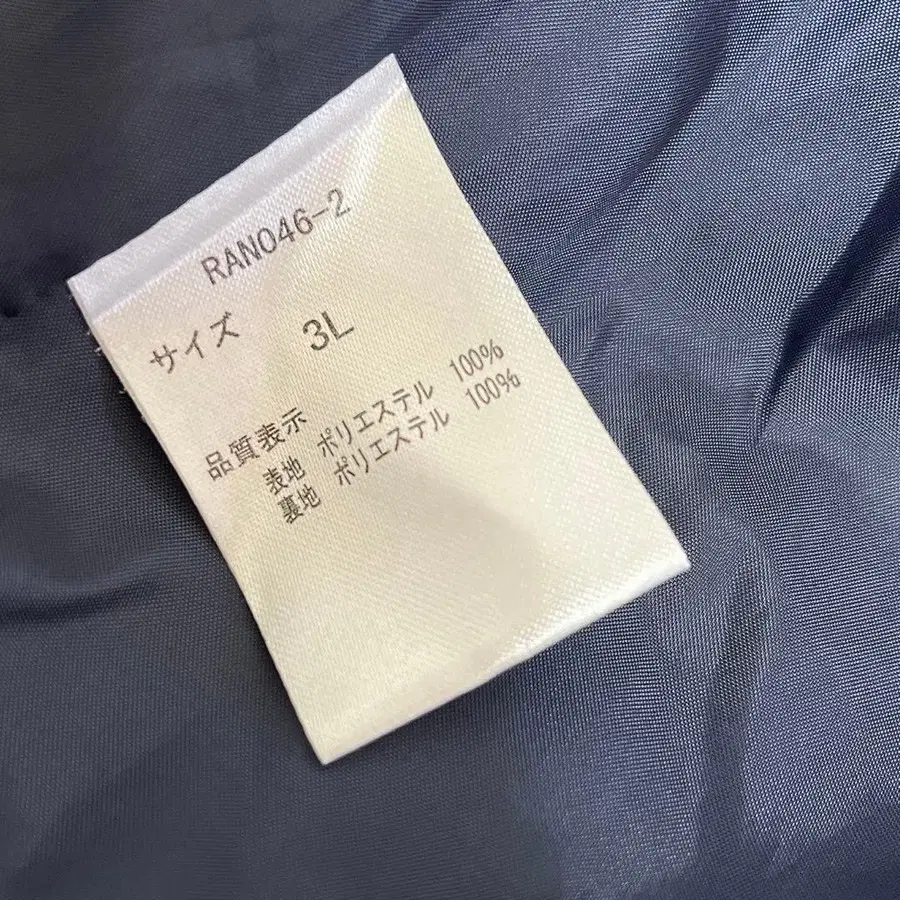 RAN046-2
サイズ 3L
品質表示
表地 ポリエステル 100%
裏地 ポリエステル 100%